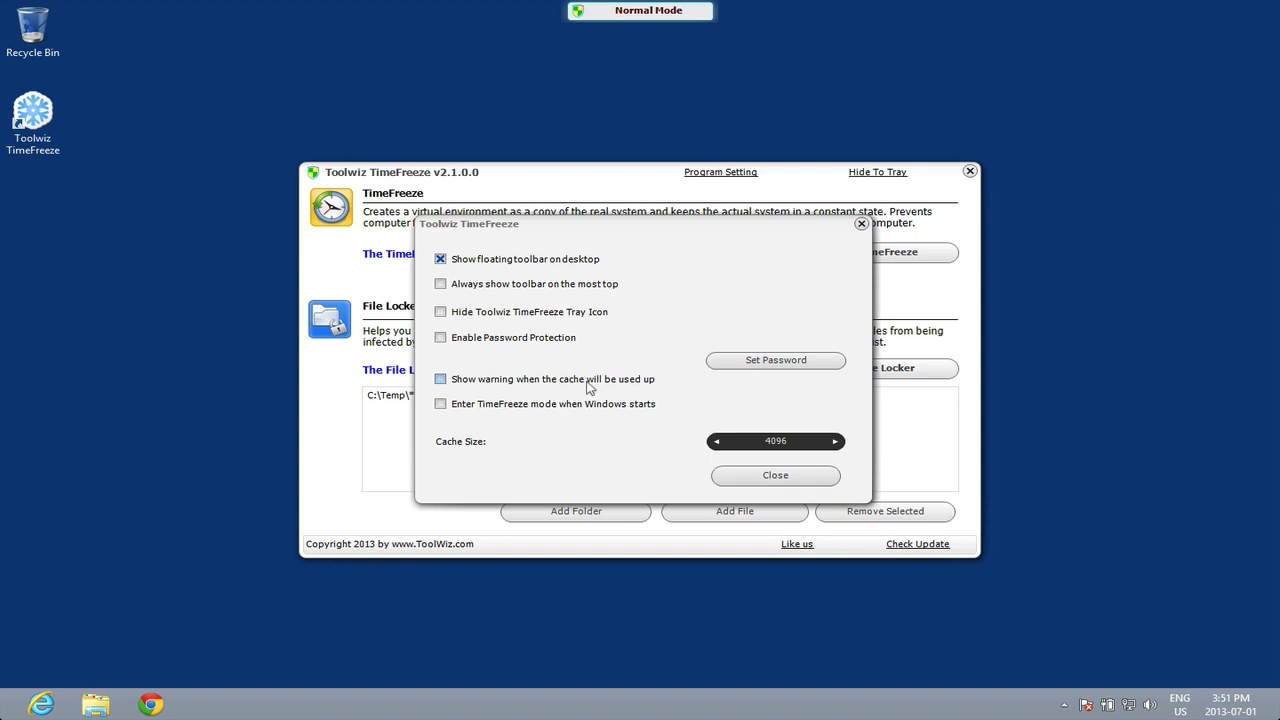 Normal Mode
Recycle Bin
Toolwiz
TimeFreeze
Toolwiz TimeFreeze v2.1.0.0
Program Setting
Hide To Tray
TimeFreeze
Creates a virtual environment as a copy of the real system and keeps the actual system in a constant state. Prevents
compute
omputer.
Toolwiz TimeFreeze
The Time
meFreeze
Show floating toolbar on desktop
Always show toolbar on the most top
File Locke
Hide Toolwiz TimeFreeze Tray Icon
Helps you
les from being
infected by
ist.
Enable Password Protection
Set Password
The File L
e Locker
Show warning when the cache will be used up
C:\Temp\*
Enter TimeFreeze mode when Windows starts
Cache Size:
4096
Close
Add Folder
Add File
Remove Selected
Copyright 2013 by www.ToolWiz.com
Like us
Check Update
ENG
US
3:51 PM
2013-07-01